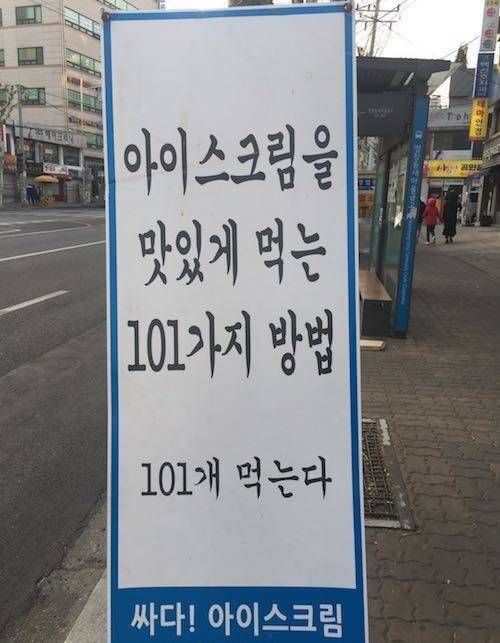 아이스크림을
맛있게 먹는
101가지 방법
101개 먹는다
싸다! 아이스크림